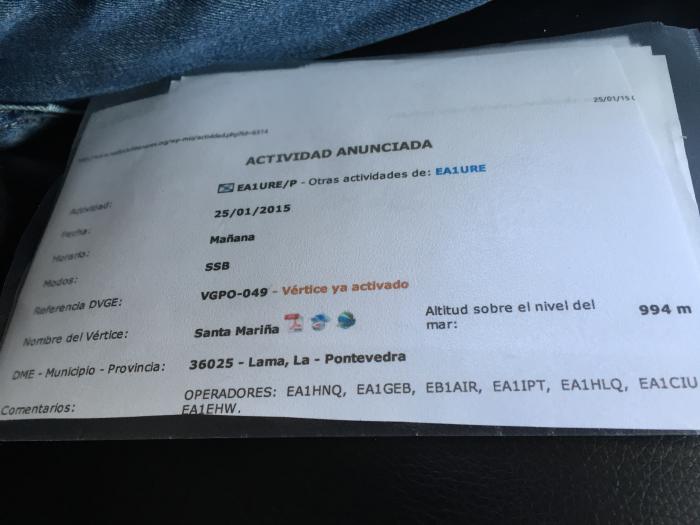 25/01/15
ACTIVIDAD ANUNCIADA
Actividad: EA1URE/P - Otras actividades de: EA1URE
Fecha: 25/01/2015
Horario: Mañana
Modos: SSB
Referencia DVGE: VGPO-049 - Vértice ya activado
Nombre del Vértice: Santa Mariña Altitud sobre el nivel del mar: 994 m
DME - Municipio - Provincia: 36025 - Lama, La - Pontevedra
Comentarios: OPERADORES: EA1HNQ, EA1GEB, EB1AIR, EA1IPT, EA1HLQ, EA1CIU
EA1EHW.